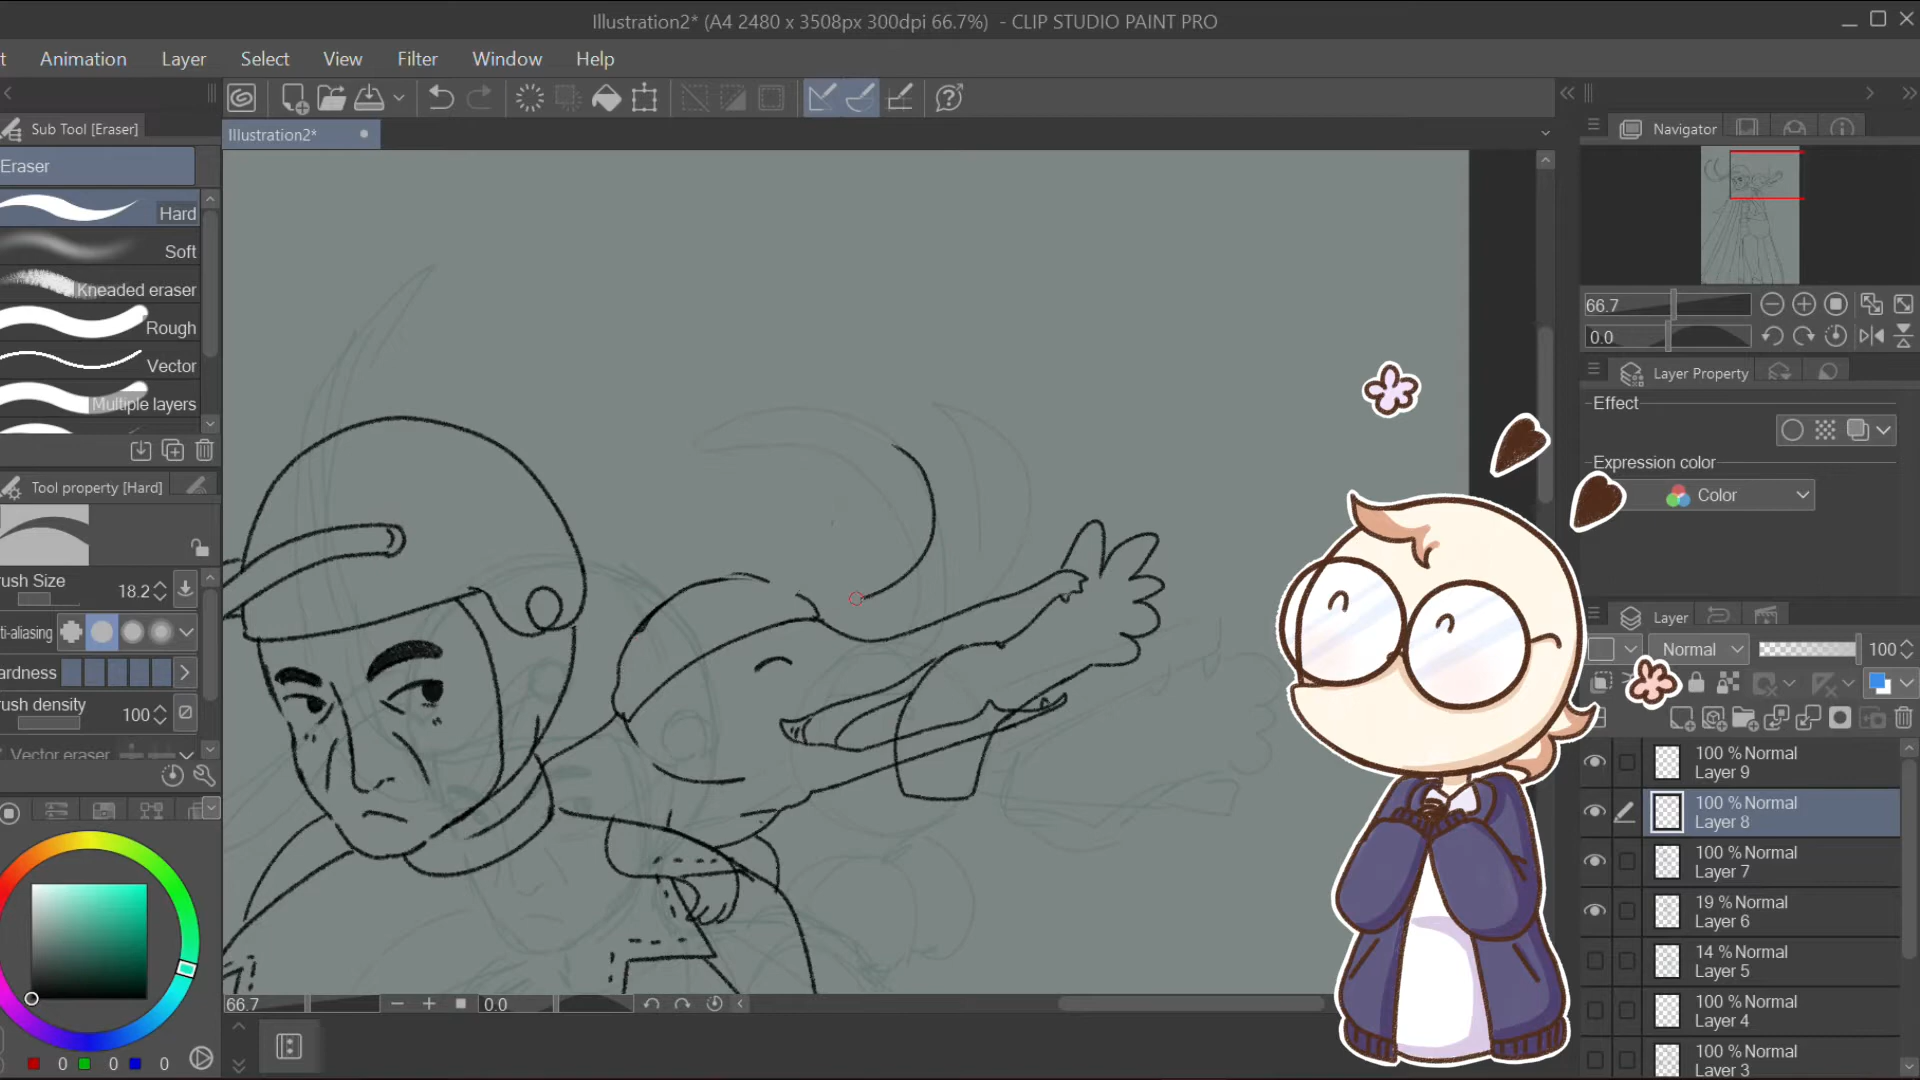 Illustration2* (A4 2480 x 3508px 300dpi 66.7%) - CLIP STUDIO PAINT PRO
t Animation Layer Select View Filter Window Help
Sub Tool [Eraser]
Illustration2*
Navigator
Eraser
Hard
Soft
Kneaded eraser
Rough
Vector
Multiple layers
66.7
0.0
Layer Property
Effect
Expression color
Color
Tool property [Hard]
rush Size
18.2
ti-aliasing
ardness
rush density
100
Vector eraser
Layer
Normal
100
100 % Normal
Layer 9
100 % Normal
Layer 8
100 % Normal
Layer 7
19 % Normal
Layer 6
14 % Normal
Layer 5
100 % Normal
Layer 4
100 % Normal
Layer 3
66.7
0.0
0 0 0